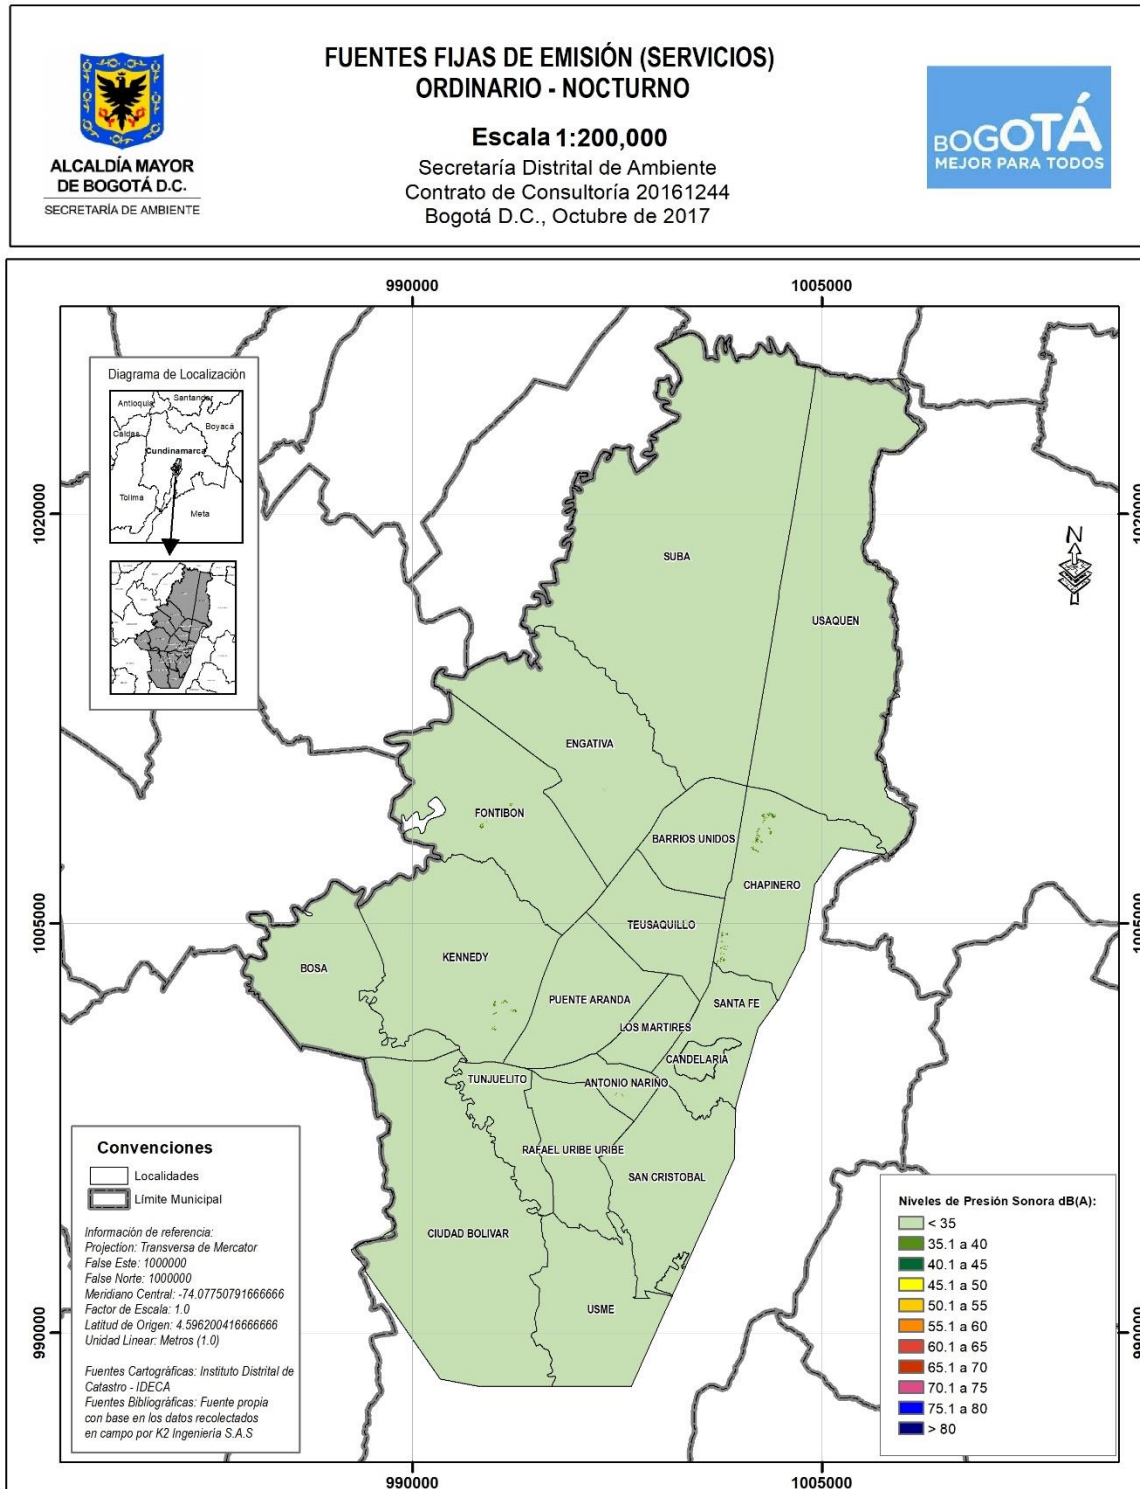 FUENTES FIJAS DE EMISIÓN (SERVICIOS)
ORDINARIO - NOCTURNO
Escala 1:200,000
Secretaría Distrital de Ambiente
Contrato de Consultoría 20161244
Bogotá D.C., Octubre de 2017
ALCALDÍA MAYOR
DE BOGOTÁ D.C.
SECRETARÍA DE AMBIENTE
BOGOTÁ
MEJOR PARA TODOS
990000
1005000
1020000
1020000
1005000
1005000
990000
990000
990000
1005000
Diagrama de Localización
Antioquia
Santander
Boyacá
Caldas
Cundinamarca
Tolima
Meta
N
SUBA
USAQUEN
ENGATIVA
FONTIBON
BARRIOS UNIDOS
CHAPINERO
TEUSAQUILLO
KENNEDY
BOSA
PUENTE ARANDA
SANTA FE
LOS MARTIRES
CANDELARIA
TUNJUELITO
ANTONIO NARIÑO
RAFAEL URIBE URIBE
SAN CRISTOBAL
CIUDAD BOLIVAR
USME
Convenciones
Localidades
Límite Municipal
Información de referencia:
Projection: Transversa de Mercator
False Este: 1000000
False Norte: 1000000
Meridiano Central: -74.07750791666666
Factor de Escala: 1.0
Latitud de Origen: 4.596200416666666
Unidad Linear: Metros (1.0)
Fuentes Cartográficas: Instituto Distrital de
Catastro - IDECA
Fuentes Bibliográficas: Fuente propia
con base en los datos recolectados
en campo por K2 Ingeniería S.A.S
Niveles de Presión Sonora dB(A):
< 35
35.1 a 40
40.1 a 45
45.1 a 50
50.1 a 55
55.1 a 60
60.1 a 65
65.1 a 70
70.1 a 75
75.1 a 80
> 80